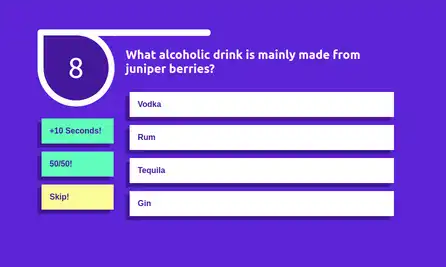 8
What alcoholic drink is mainly made from
juniper berries?
+10 Seconds!
50/50!
Skip!
Vodka
Rum
Tequila
Gin